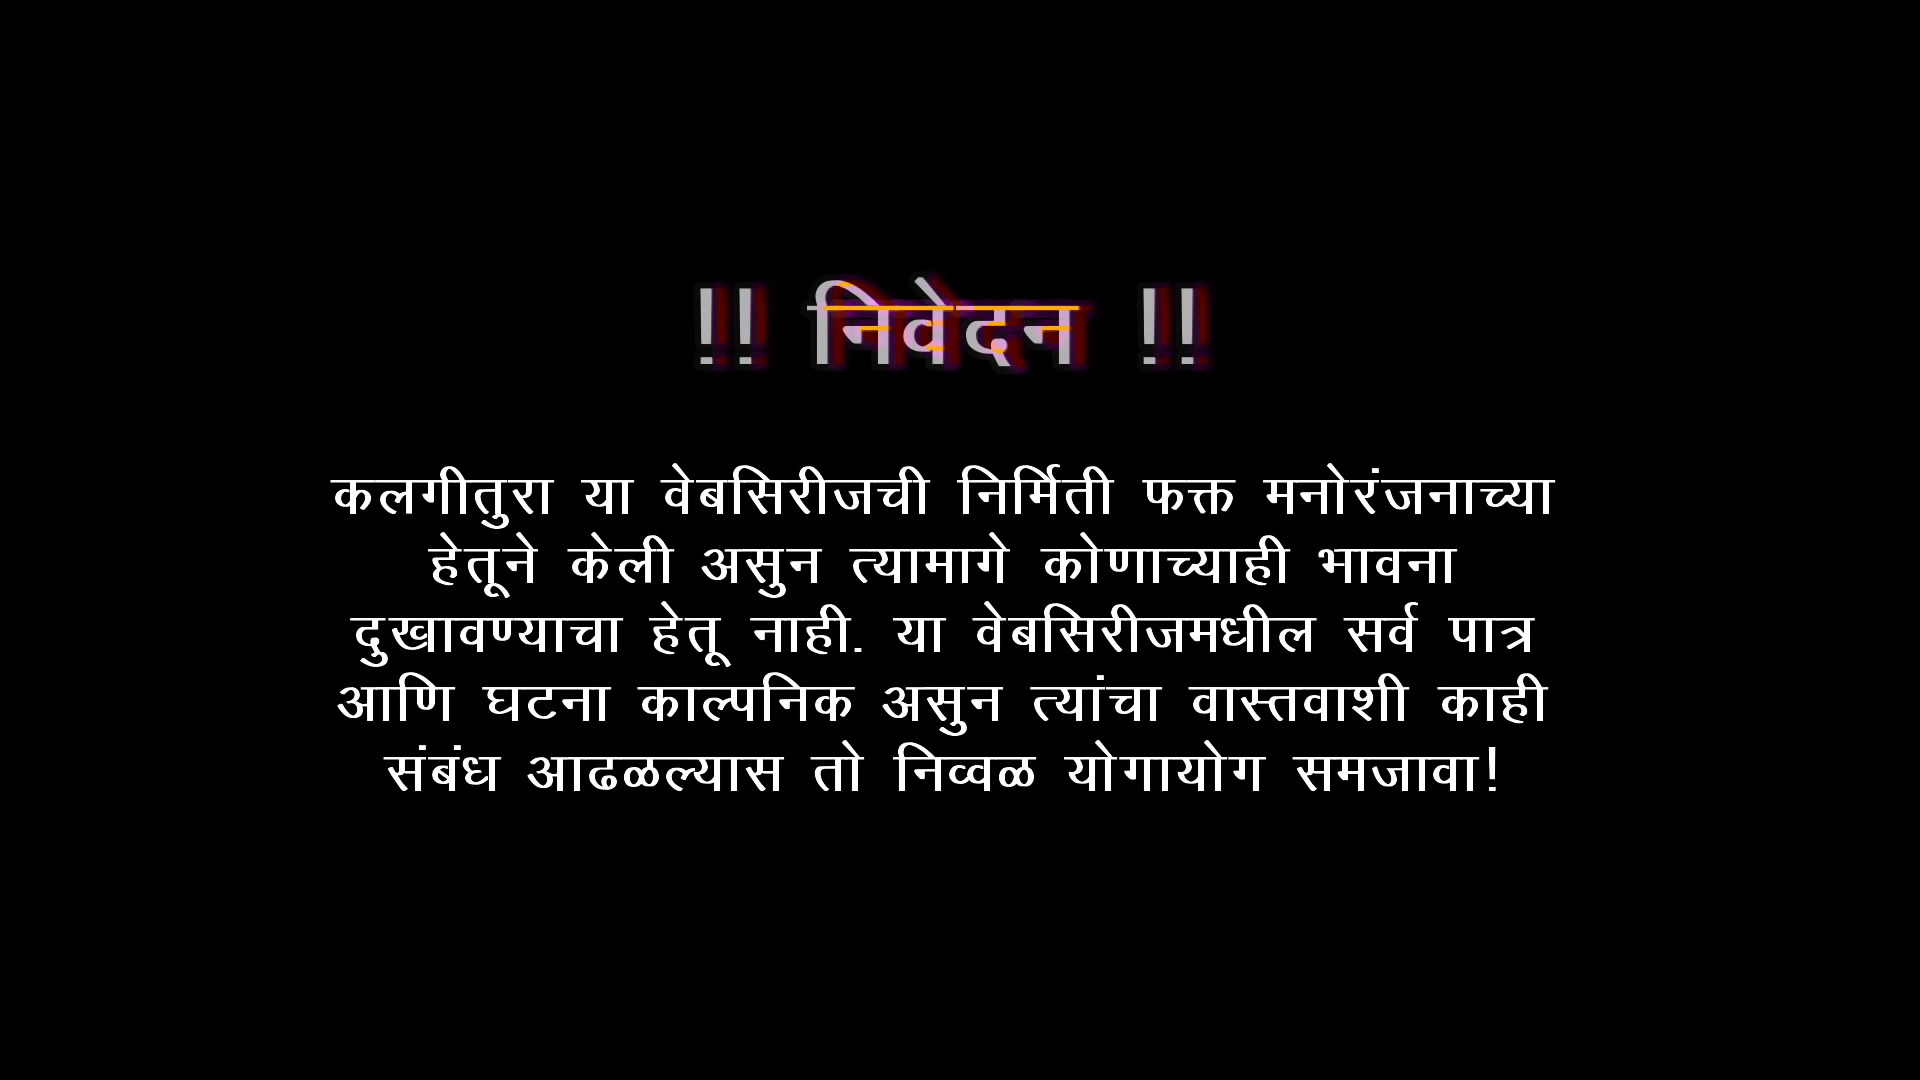 !! निवेदन !!
कलगीतुरा या वेबसिरीजची निर्मिती फक्त मनोरंजनाच्या
हेतूने केली असुन त्यामागे कोणाच्याही भावना
दुखावण्याचा हेतू नाही. या वेबसिरीजमधील सर्व पात्र
आणि घटना काल्पनिक असुन त्यांचा वास्तवाशी काही
संबंध आढळल्यास तो निव्वळ योगायोग समजावा!